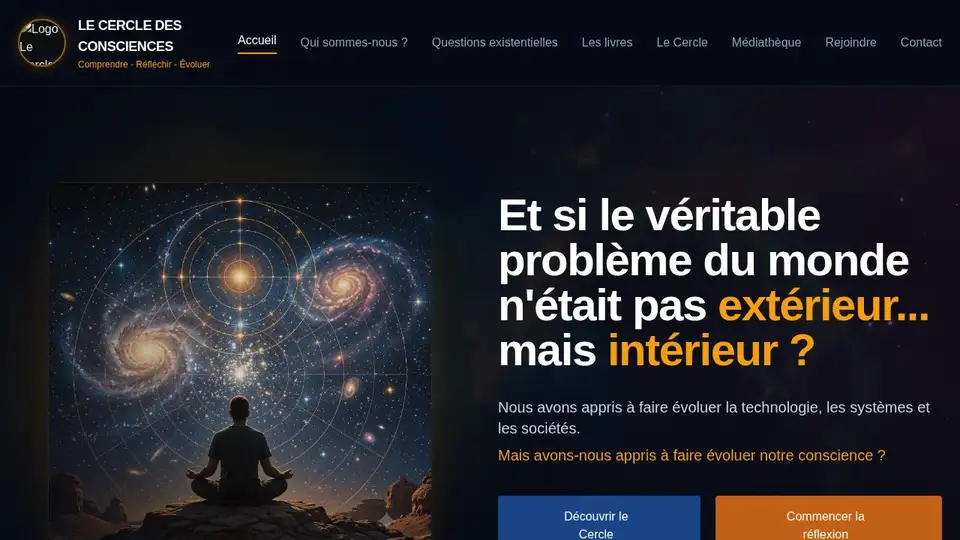 Logo
Le
Cercle
LE CERCLE DES
CONSCIENCES
Comprendre - Réfléchir - Évoluer
Accueil
Qui sommes-nous ?
Questions existentielles
Les livres
Le Cercle
Médiathèque
Rejoindre
Contact
Et si le véritable
problème du monde
n'était pas extérieur...
mais intérieur ?
Nous avons appris à faire évoluer la technologie, les systèmes et
les sociétés.
Mais avons-nous appris à faire évoluer notre conscience ?
Découvrir le
Cercle
Commencer la
réflexion